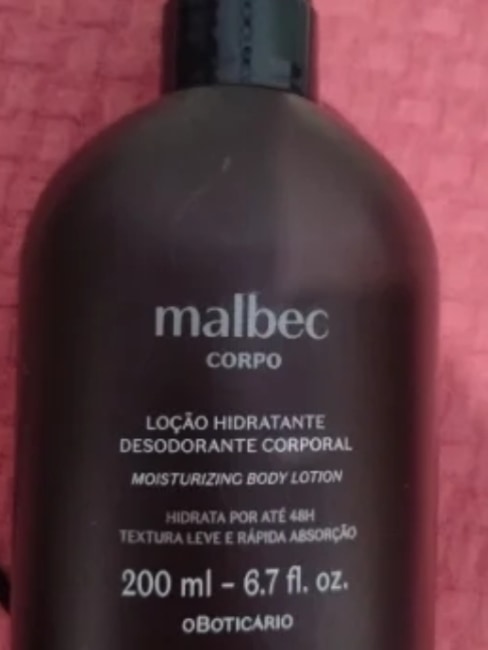 malbec
CORPO
LOÇÃO HIDRATANTE
DESODORANTE CORPORAL
MOISTURIZING BODY LOTION
HIDRATA POR ATÉ 48H
TEXTURA LEVE E RÁPIDA ABSORÇÃO
200 ml – 6.7 fl. oz.
oBOTICÁRIO